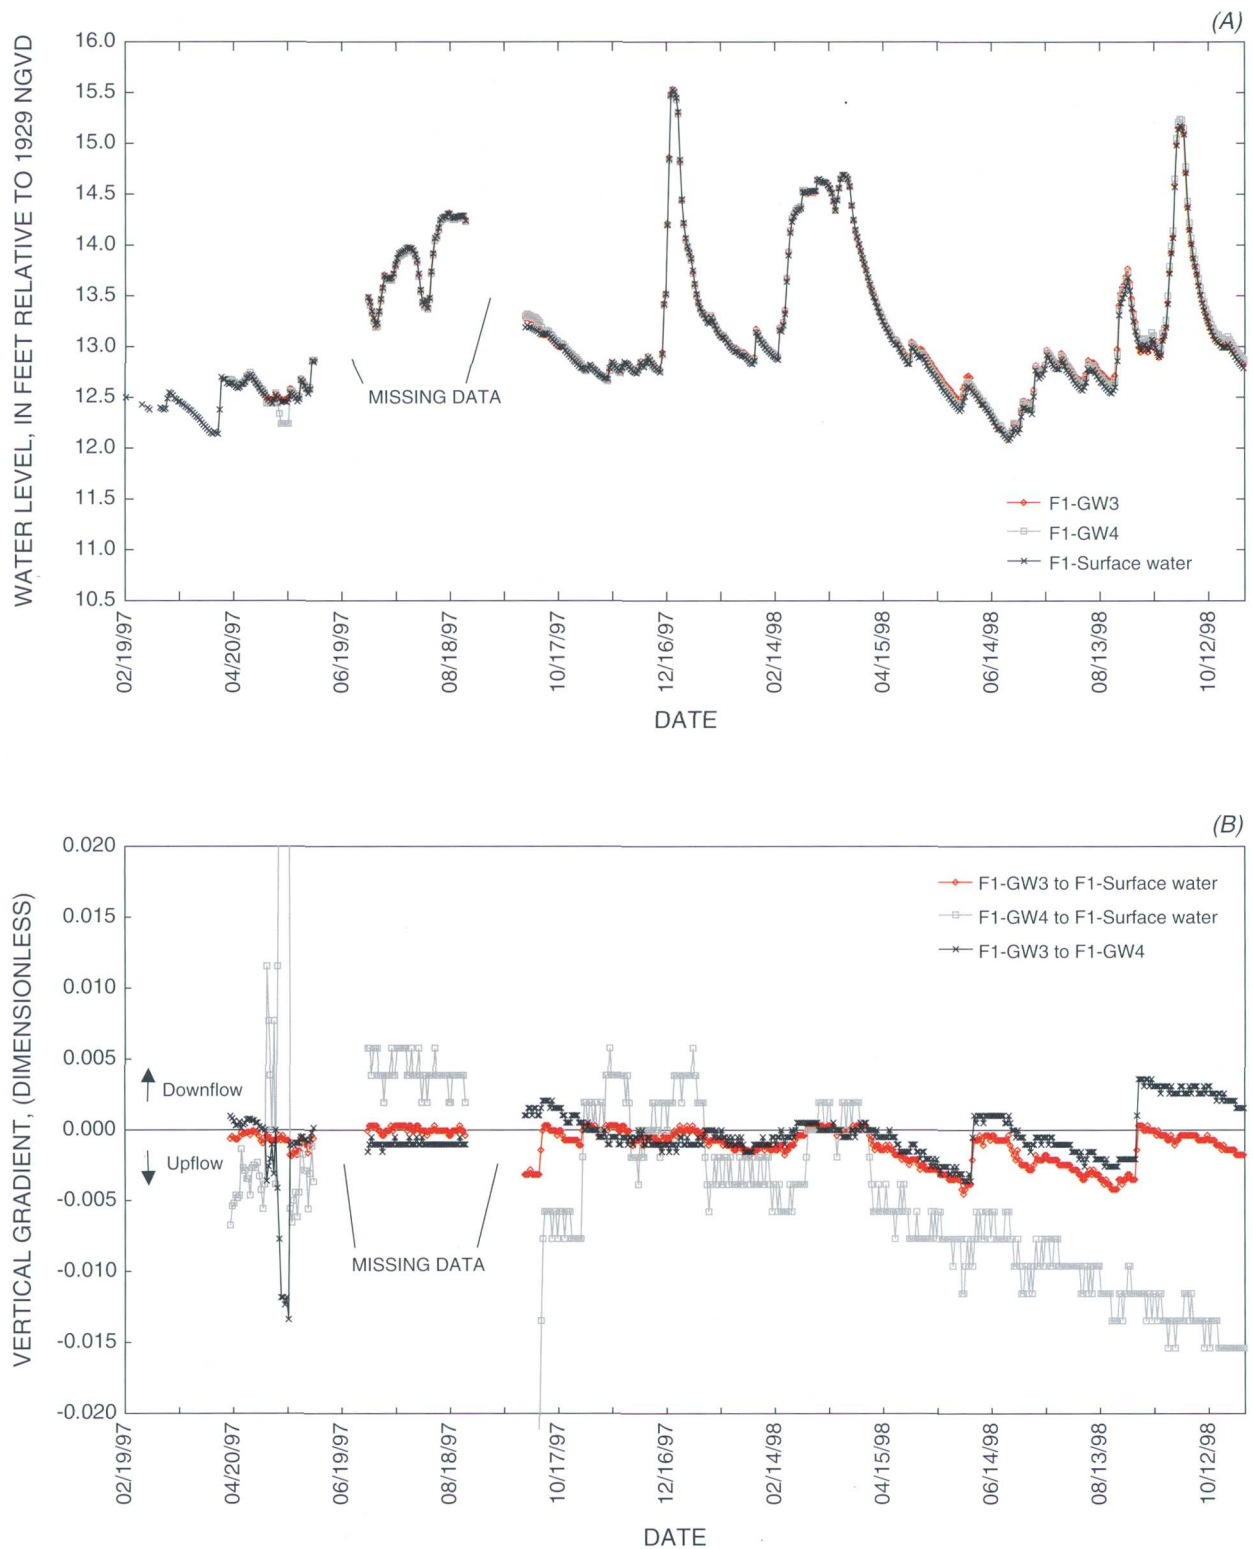 (A)
WATER LEVEL, IN FEET RELATIVE TO 1929 NGVD
16.0
15.5
15.0
14.5
14.0
13.5
13.0
12.5
12.0
11.5
11.0
10.5
MISSING DATA
F1-GW3
F1-GW4
F1-Surface water
02/19/97
04/20/97
06/19/97
08/18/97
10/17/97
12/16/97
02/14/98
04/15/98
06/14/98
08/13/98
10/12/98
DATE
(B)
VERTICAL GRADIENT, (DIMENSIONLESS)
0.020
0.015
0.010
0.005
0.000
-0.005
-0.010
-0.015
-0.020
F1-GW3 to F1-Surface water
F1-GW4 to F1-Surface water
F1-GW3 to F1-GW4
Downflow
Upflow
MISSING DATA
02/19/97
04/20/97
06/19/97
08/18/97
10/17/97
12/16/97
02/14/98
04/15/98
06/14/98
08/13/98
10/12/98
DATE